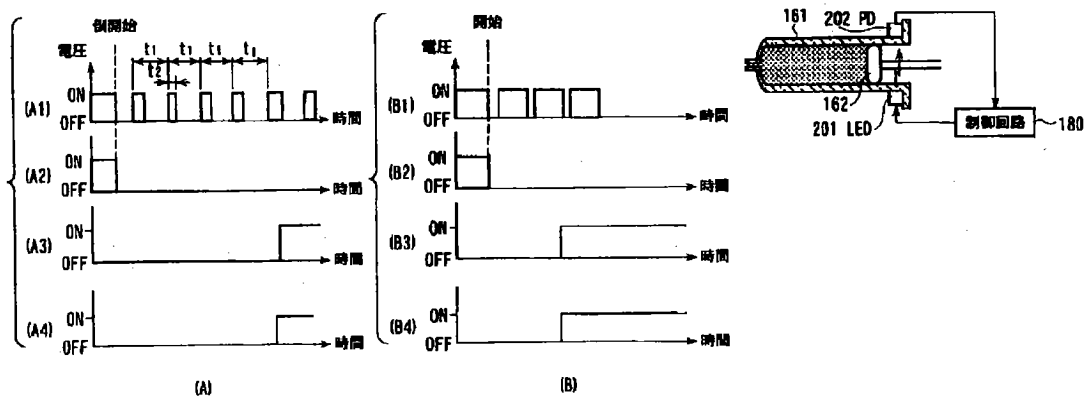 開始
電圧
t1 t1 t1 t1
t2
(A1) ON
OFF
時間
(A2) ON
OFF
時間
(A3) ON
OFF
時間
(A4) ON
OFF
時間
(A)
開始
電圧
(B1) ON
OFF
時間
(B2) ON
OFF
時間
(B3) ON
OFF
時間
(B4) ON
OFF
時間
(B)
161
202 PD
162
201 LED
制御回路
180